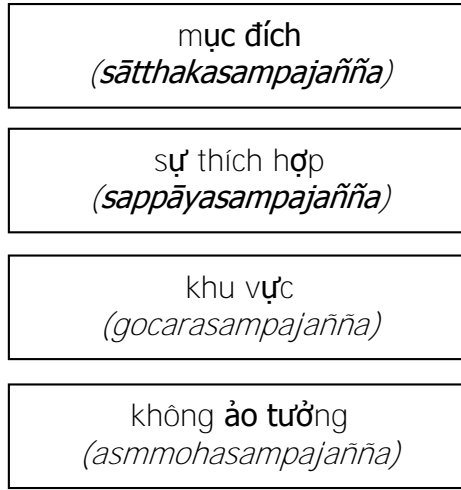 mục đích
(sātthakasampajañña)
sự thích hợp
(sappāyasampajañña)
khu vực
(gocarasampajañña)
không ảo tưởng
(asmmohasampajañña)